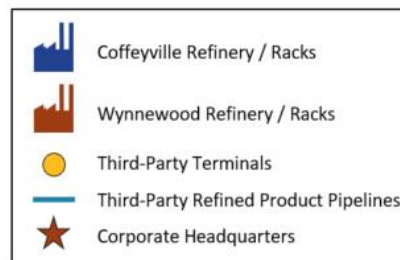 Coffeyville Refinery / Racks
Wynnewood Refinery / Racks
Third-Party Terminals
Third-Party Refined Product Pipelines
Corporate Headquarters